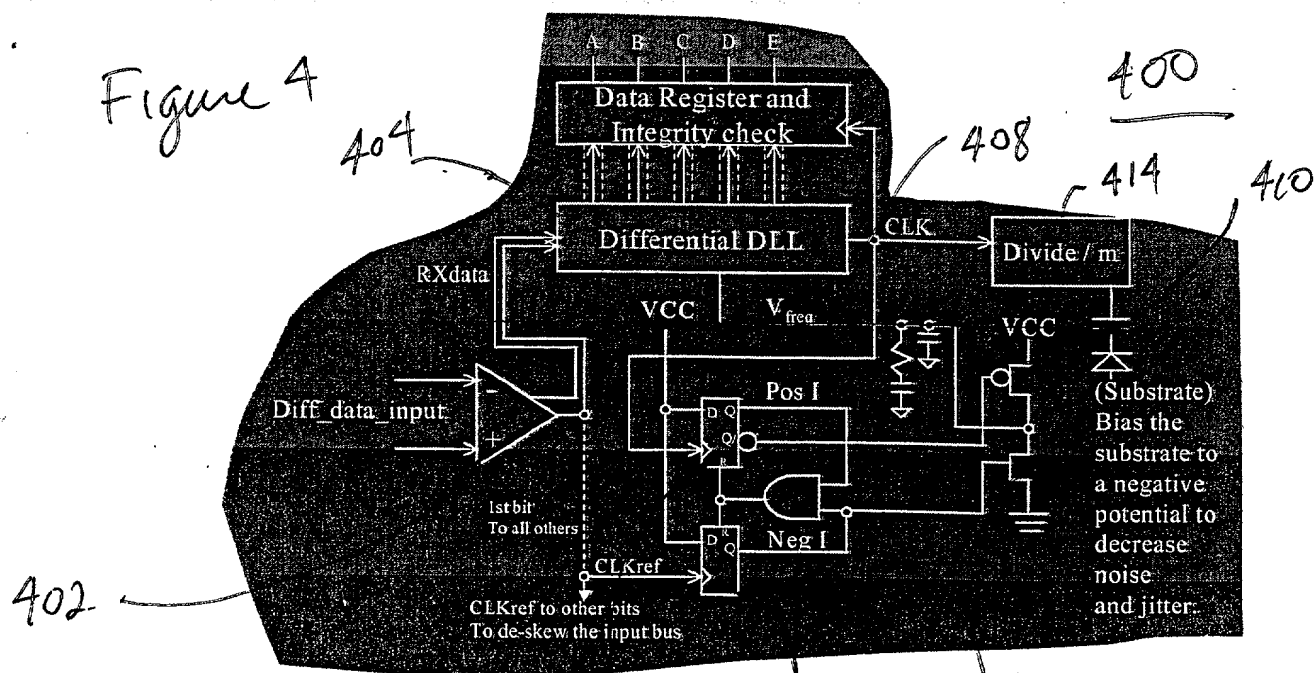 Figure 4
400
404
408
414
410
402
A B C D E
Data Register and
Integrity check
Differential DLL
CLK
Divide / m
RXdata
VCC
V freq
VCC
Diff_data_input
-
+
Pos I
D Q
Q/
R
1st bit
To all others
Neg I
D R
Q
CLKref
CLKref to other bits
To de-skew the input bus
(Substrate)
Bias the
substrate to
a negative
potential to
decrease
noise
and jitter.